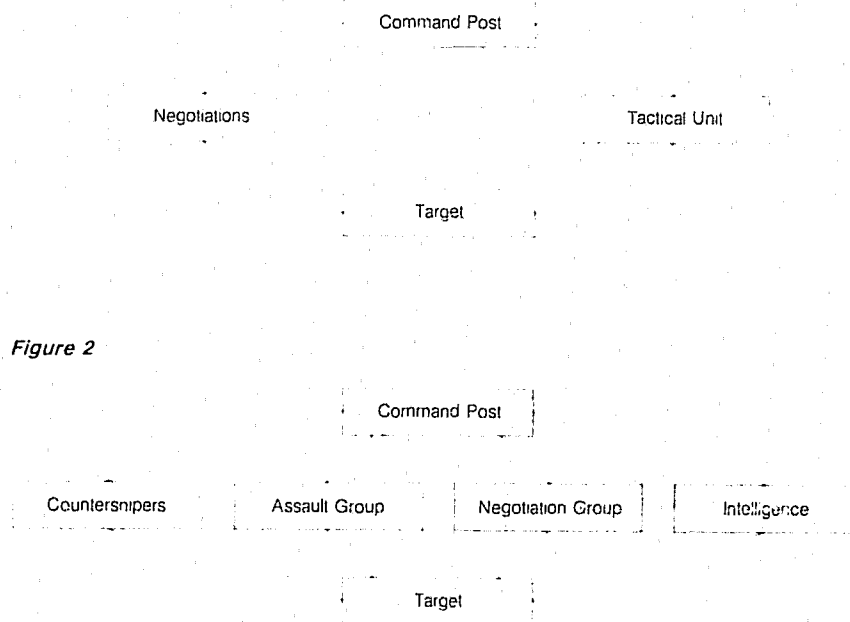 Command Post
Negotiations Tactical Unit
Target
Figure 2
Command Post
Countersnipers Assault Group Negotiation Group Intelligence
Target